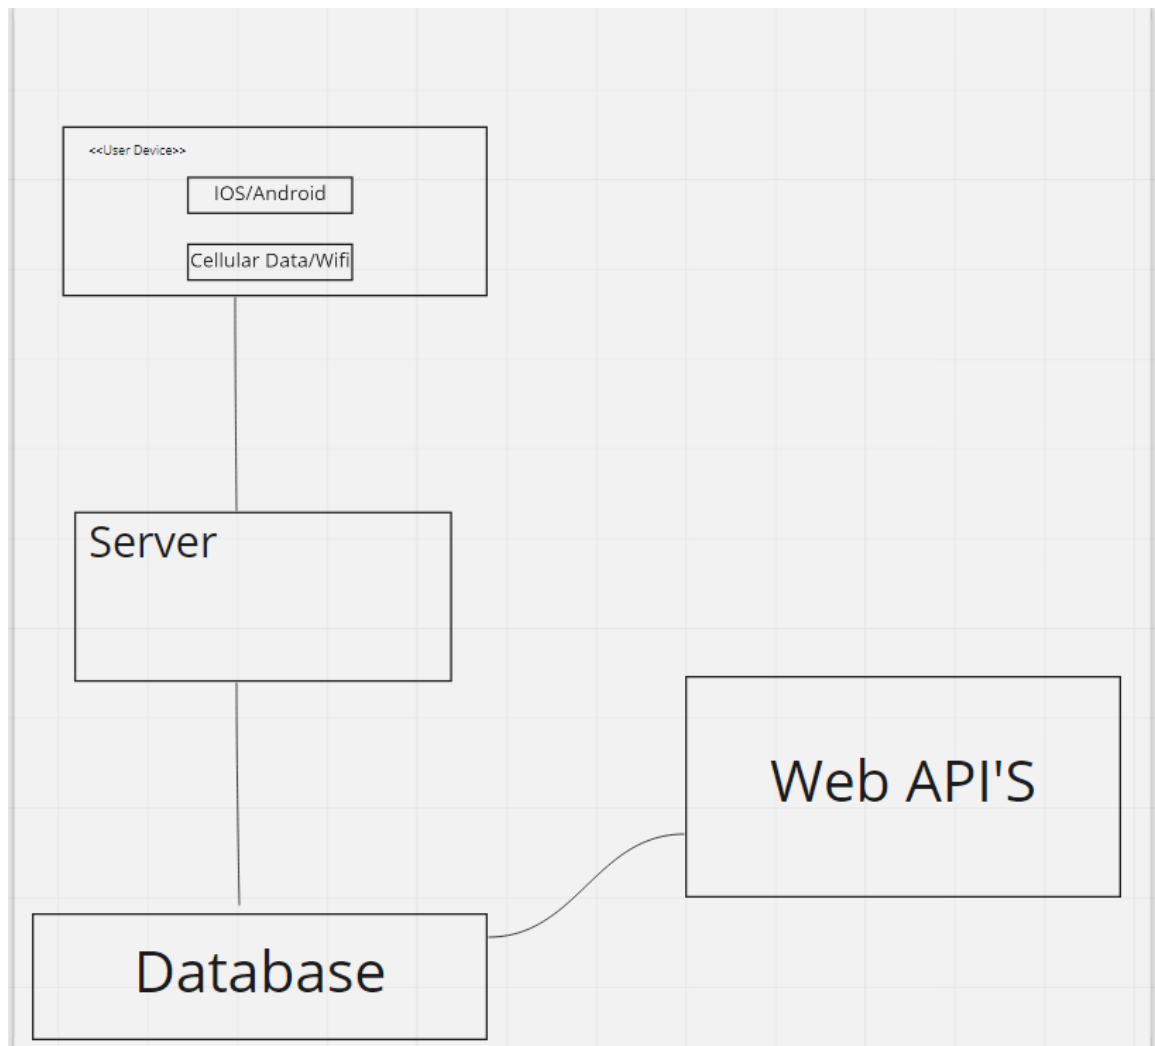 <<User Device>>
IOS/Android
Cellular Data/Wifi
Server
Web API'S
Database